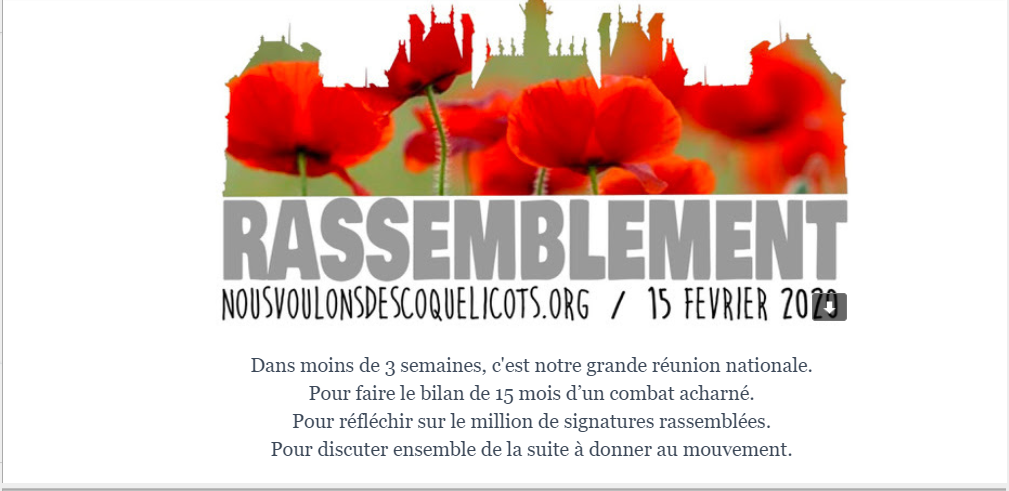 RASSEMBLEMENT
NOUSVOULONSDESCOQUELICOTS.ORG / 15 FEVRIER 2020
Dans moins de 3 semaines, c'est notre grande réunion nationale.
Pour faire le bilan de 15 mois d’un combat acharné.
Pour réfléchir sur le million de signatures rassemblées.
Pour discuter ensemble de la suite à donner au mouvement.